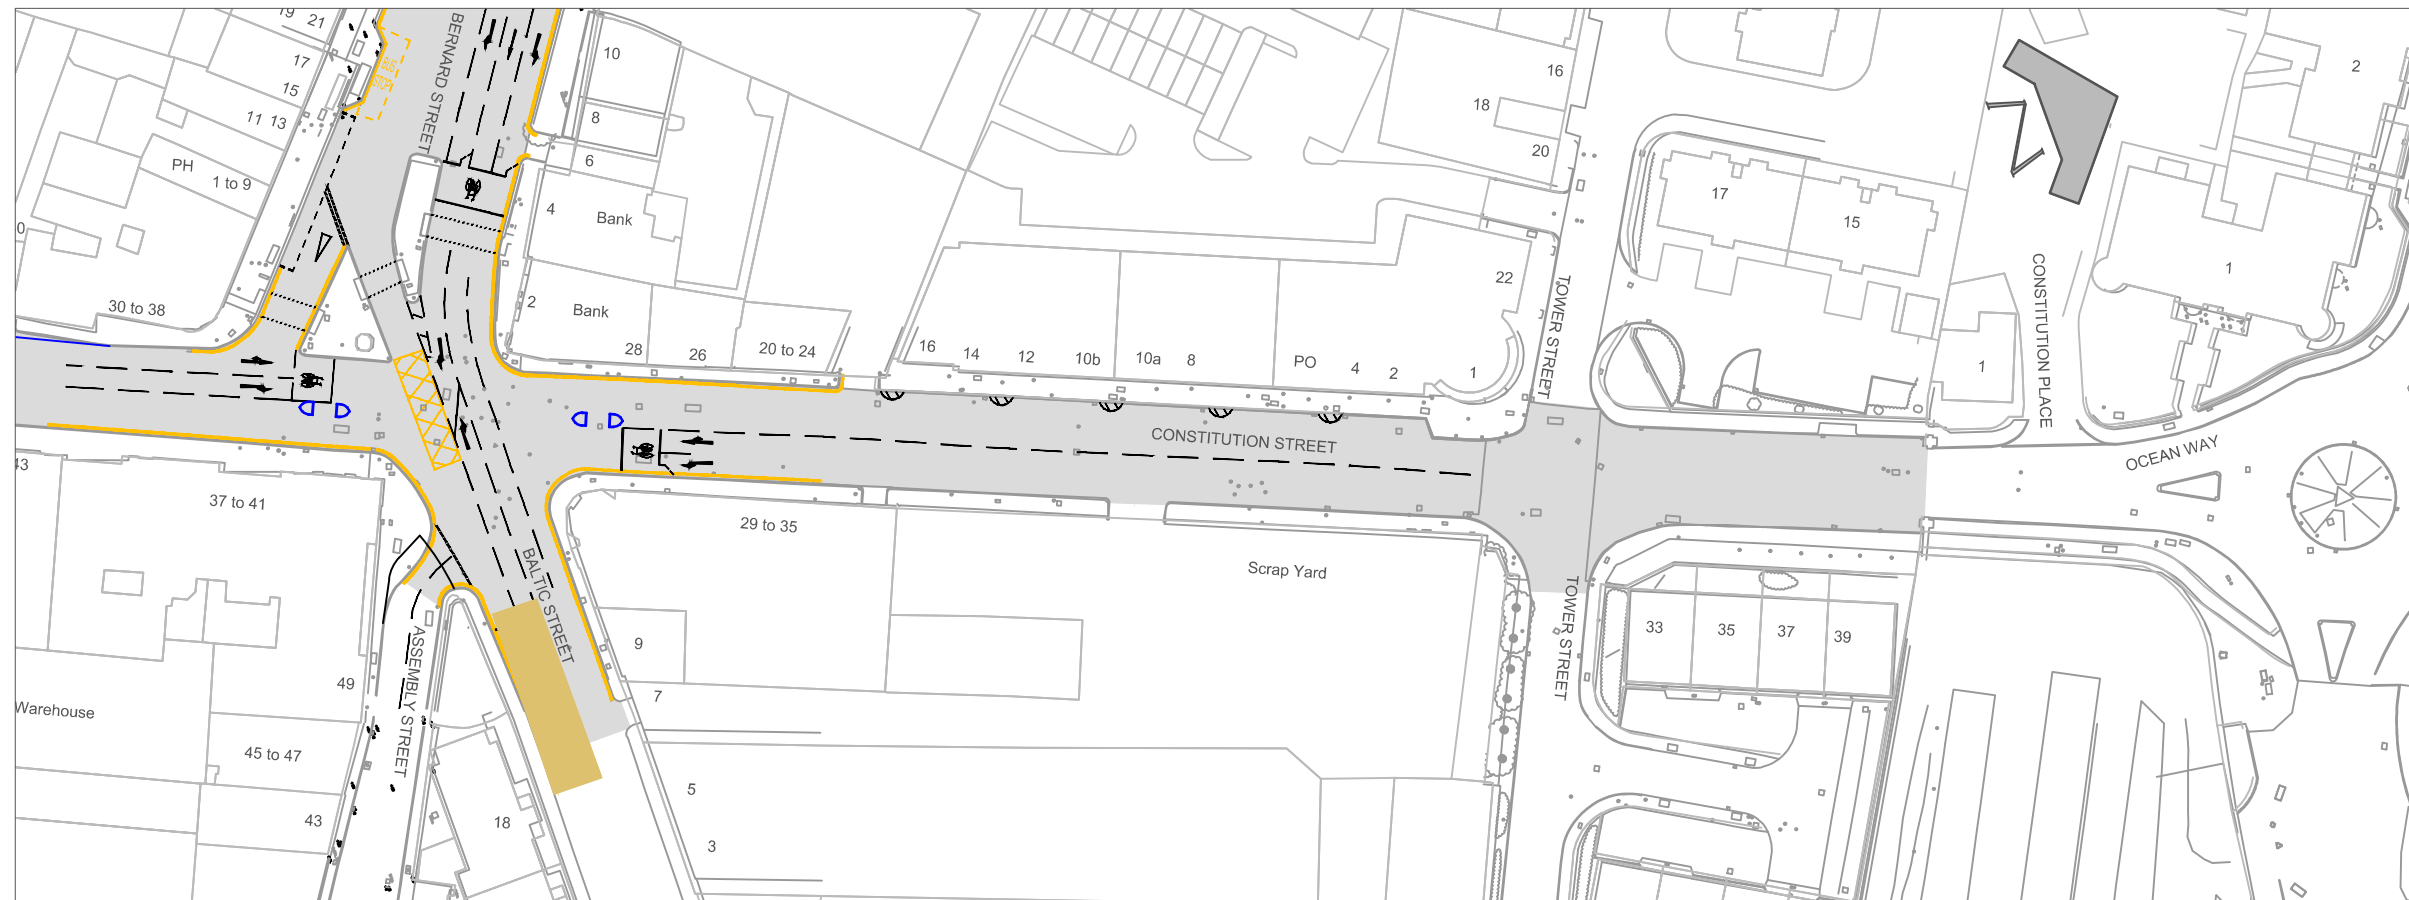 19
21
17
15
11 13
PH
1 to 9
30 to 38
0
BERNARD STREET
BUS
STOP
10
8
6
4
Bank
2
Bank
28
26
20 to 24
16
14
12
10b
10a
8
PO
4
2
1
22
16
18
20
TOWER STREET
17
15
1
CONSTITUTION PLACE
2
1
OCEAN WAY
CONSTITUTION STREET
43
37 to 41
29 to 35
Scrap Yard
BALTIC STREET
ASSEMBLY STREET
TOWER STREET
33
35
37
39
9
7
5
3
49
Warehouse
45 to 47
43
18